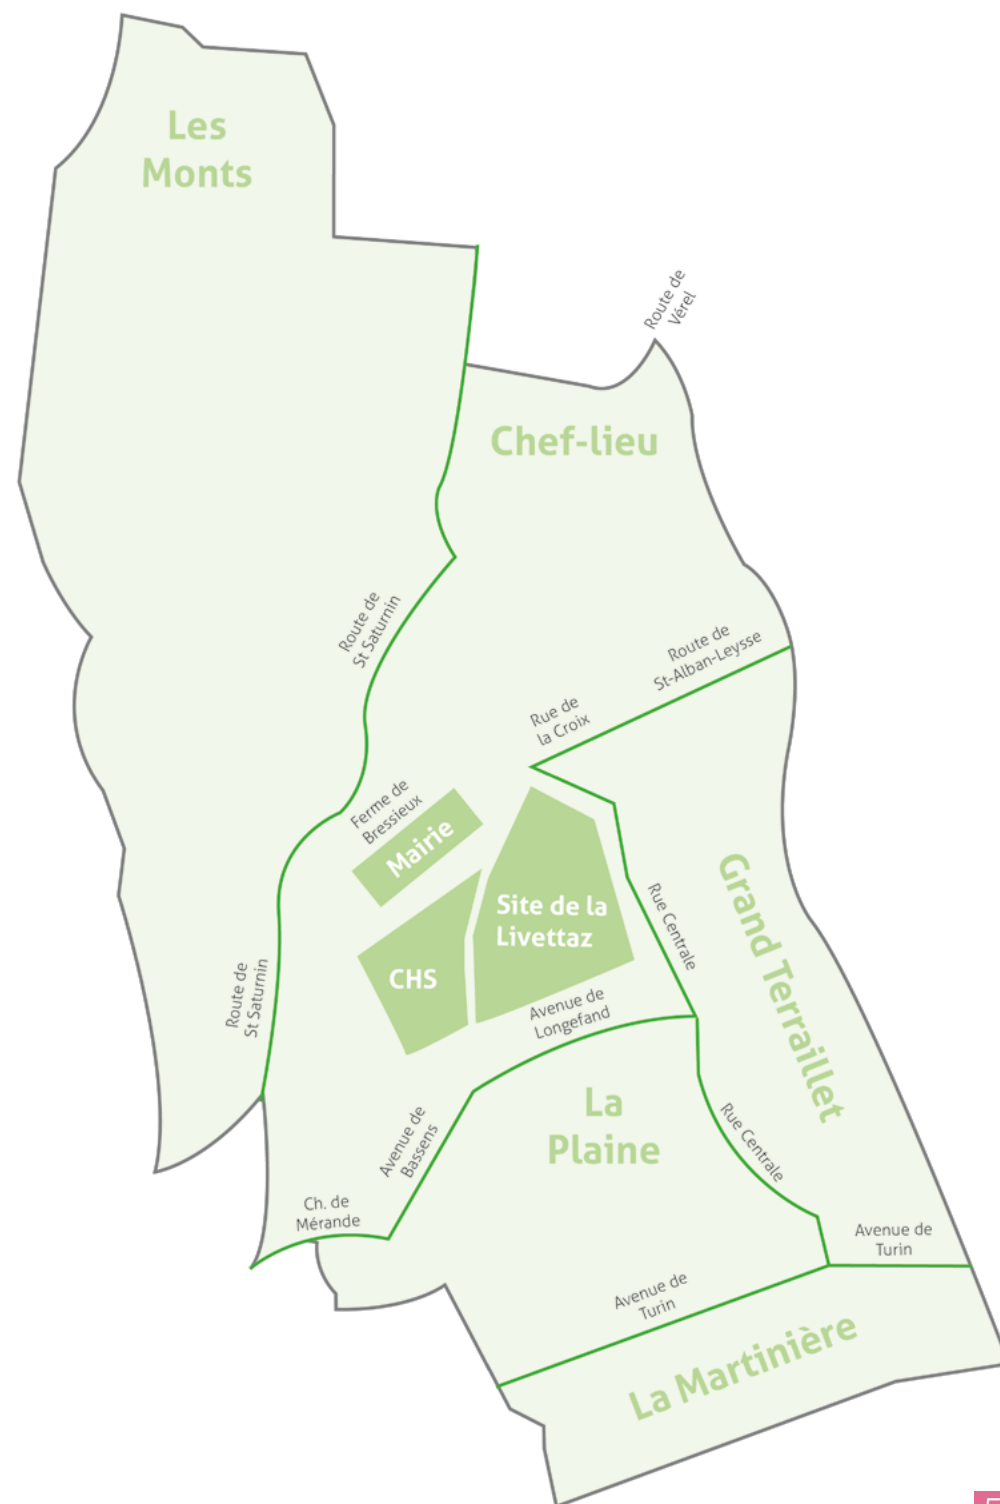 Les
Monts
Route de
Vérel
Chef-lieu
Route de
St Saturnin
Route de
St-Alban-Leysse
Rue de
la Croix
Ferme de
Bressieux
Mairie
Site de la
Livettaz
CHS
Rue Centrale
Grand Terraillet
Route de
St Saturnin
Avenue de
Longefand
La
Plaine
Avenue de
Bassens
Rue Centrale
Ch. de
Mérande
Avenue de
Turin
Avenue de
Turin
La Martinière